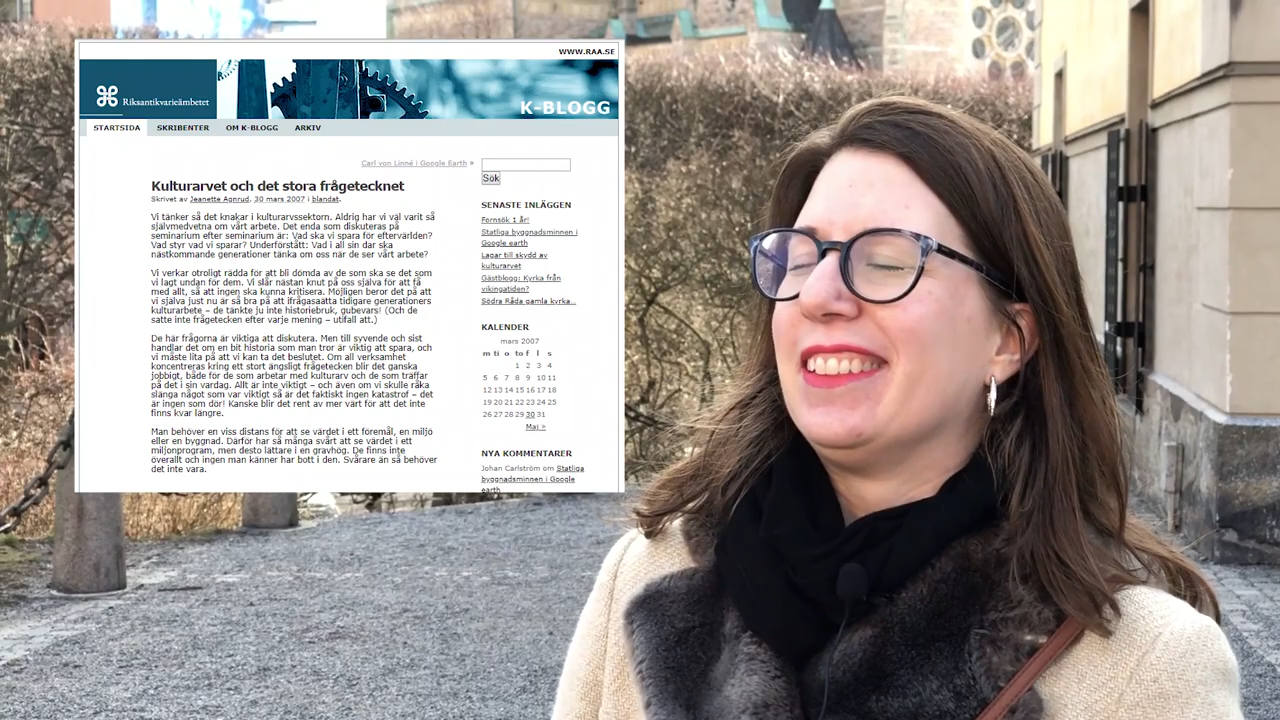 WWW.RAA.SE
Riksantikvarieämbetet
K-BLOGG
STARTSIDA SKRIBENTER OM K-BLOGG ARKIV
Carl von Linné i Google Earth »
Kulturarvet och det stora frågetecknet
Skrivet av Jeanette Agnrud, 30 mars 2007 i blandat.
Vi tänker så det knakar i kulturarvssektorn. Aldrig har vi väl varit så
självmedvetna om vårt arbete. Det enda som diskuteras på
seminarium efter seminarium är: Vad ska vi spara för eftervärlden?
Vad styr vad vi sparar? Underförstått: Vad i all sin dar ska
nästkommande generationer tänka om oss när de ser vårt arbete?
Vi verkar otroligt rädda för att bli dömda av de som ska se det som
vi lagt undan för dem. Vi slår nästan knut på oss själva för att få
med allt, så att ingen ska kunna kritisera. Möjligen beror det på att
vi själva just nu är så bra på att ifrågasätta tidigare generationers
kulturarbete – de tänkte ju inte historiebruk, gubevars! (Och de
satte inte frågetecken efter varje mening – utifall att.)
De här frågorna är viktiga att diskutera. Men till syvende och sist
handlar det om en bit historia som man tror är viktig att spara, och
vi måste lita på att vi kan ta det beslutet. Om all verksamhet
koncentreras kring ett stort ängsligt frågetecken blir det ganska
jobbigt, både för de som arbetar med kulturarv och de som träffar
på det i sin vardag. Allt är inte viktigt – och även om vi skulle råka
slänga något som var viktigt så är det faktiskt ingen katastrof – det
är ingen som dör! Kanske blir det rent av mer värt för att det inte
finns kvar längre.
Man behöver en viss distans för att se värdet i ett föremål, en miljö
eller en byggnad. Därför har så många svårt att se värdet i ett
miljonprogram, men desto lättare i en gravhög. De finns inte
överallt och ingen man känner har bott i den. Svårare än så behöver
det inte vara.
Sök
SENASTE INLÄGGEN
Fornsök 1 år!
Statliga byggnadsminnen i
Google earth
Lagar till skydd av
kulturarvet
Gästblogg: Kyrka från
vikingatiden?
Södra Råda gamla kyrka…
KALENDER
mars 2007
m ti o to f l s
1 2 3 4
5 6 7 8 9 10 11
12 13 14 15 16 17 18
19 20 21 22 23 24 25
26 27 28 29 30 31
Maj »
NYA KOMMENTARER
Johan Carlström om Statliga
byggnadsminnen i Google
earth